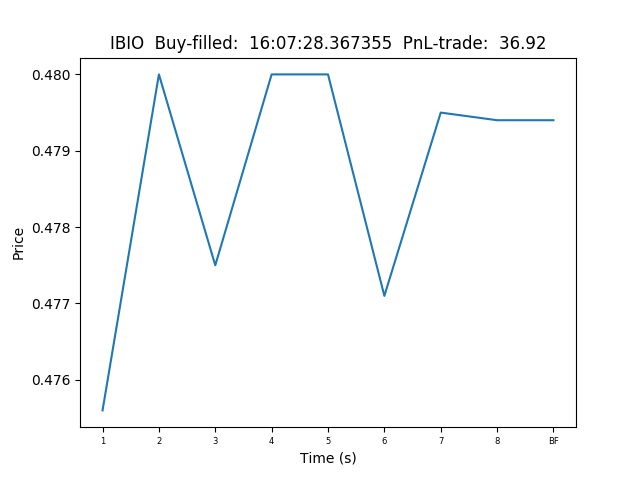 IBIO  Buy-filled:  16:07:28.367355  PnL-trade:  36.92
0.480
0.479
0.478
0.477
0.476
Price
1 2 3 4 5 6 7 8 BF
Time (s)